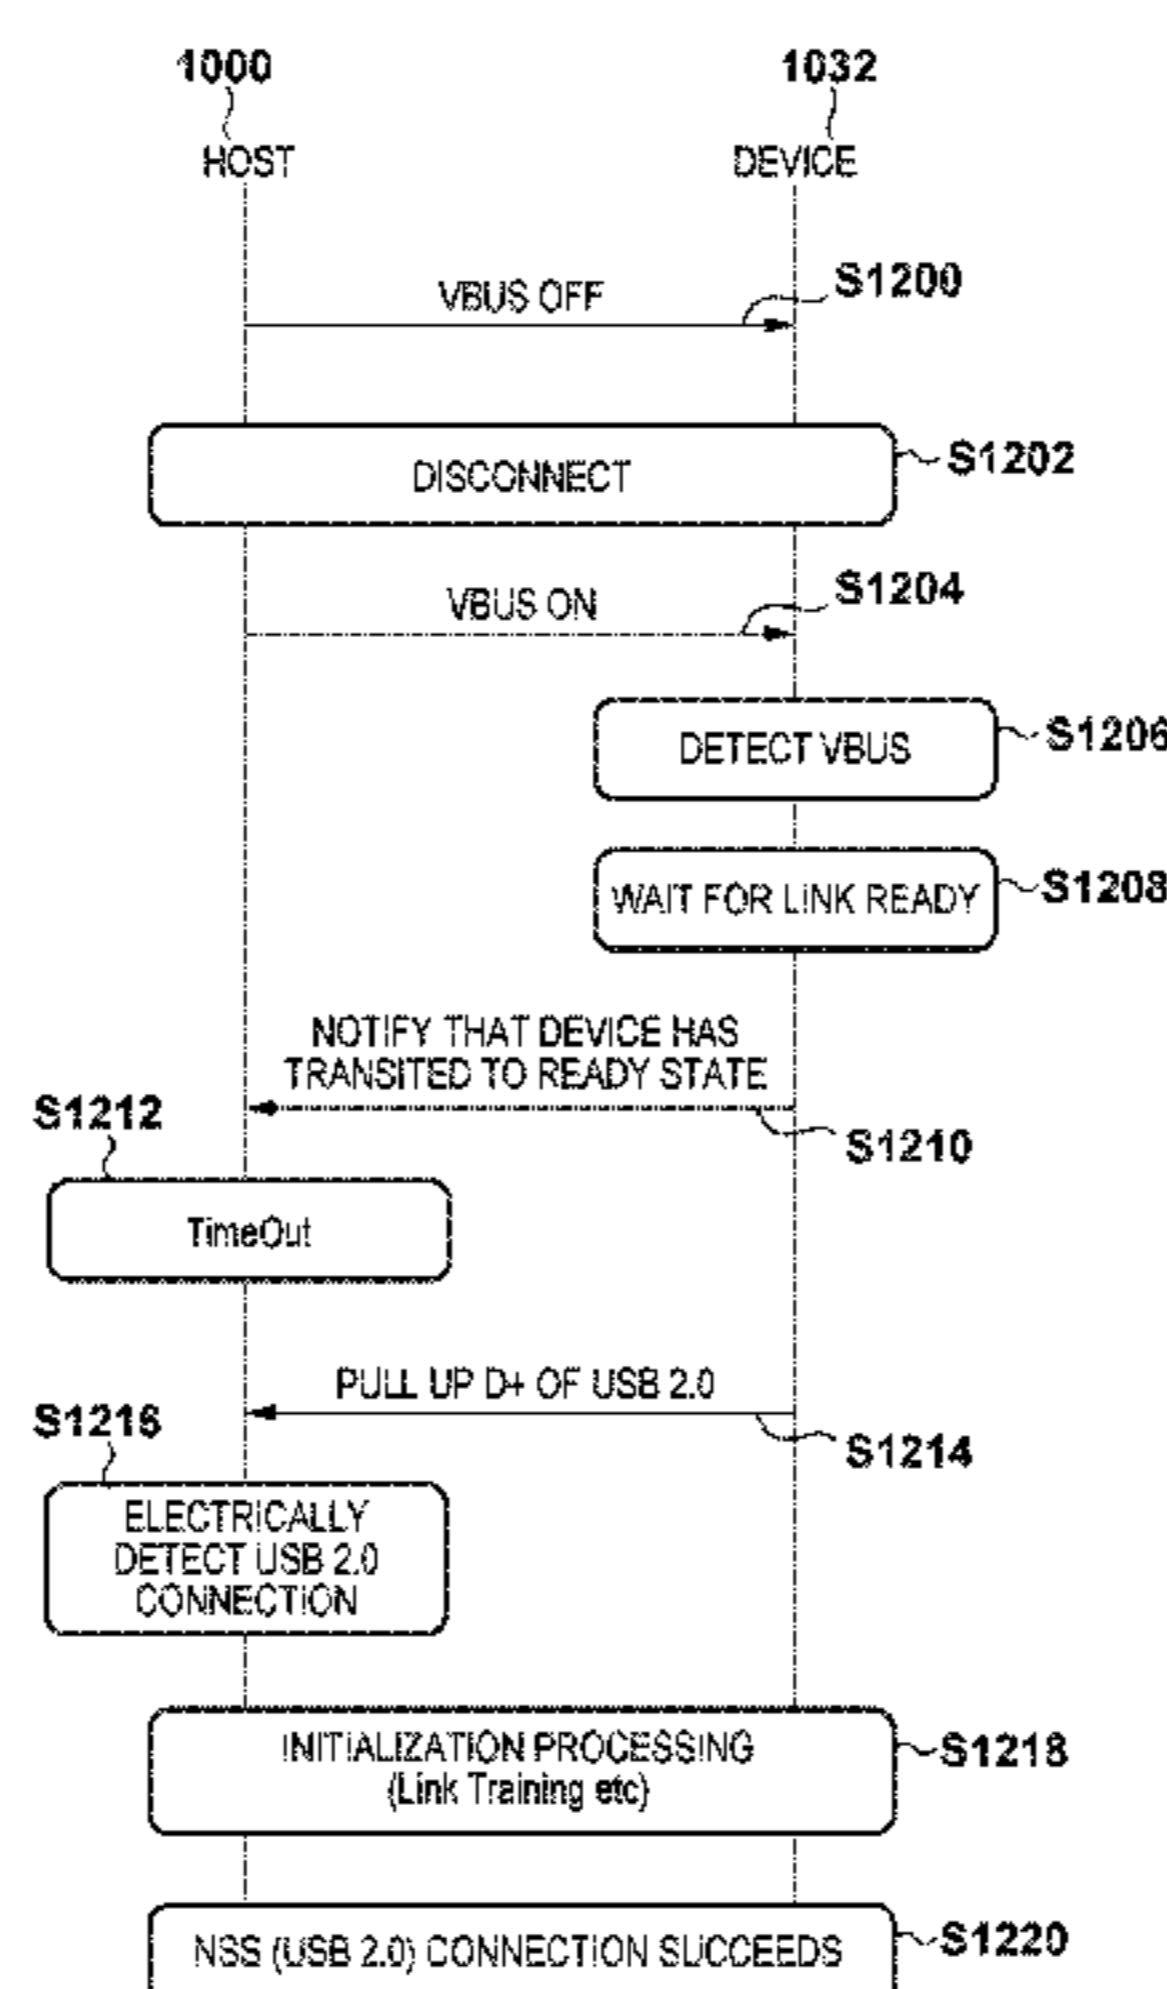 1000
1032
HOST
DEVICE
VBUS OFF
S1200
DISCONNECT
S1202
VBUS ON
S1204
DETECT VBUS
S1206
WAIT FOR LINK READY
S1208
NOTIFY THAT DEVICE HAS
TRANSITED TO READY STATE
S1210
S1212
TimeOut
PULL UP D+ OF USB 2.0
S1214
S1216
ELECTRICALLY
DETECT USB 2.0
CONNECTION
INITIALIZATION PROCESSING
(Link Training etc)
S1218
NSS (USB 2.0) CONNECTION SUCCEEDS
S1220